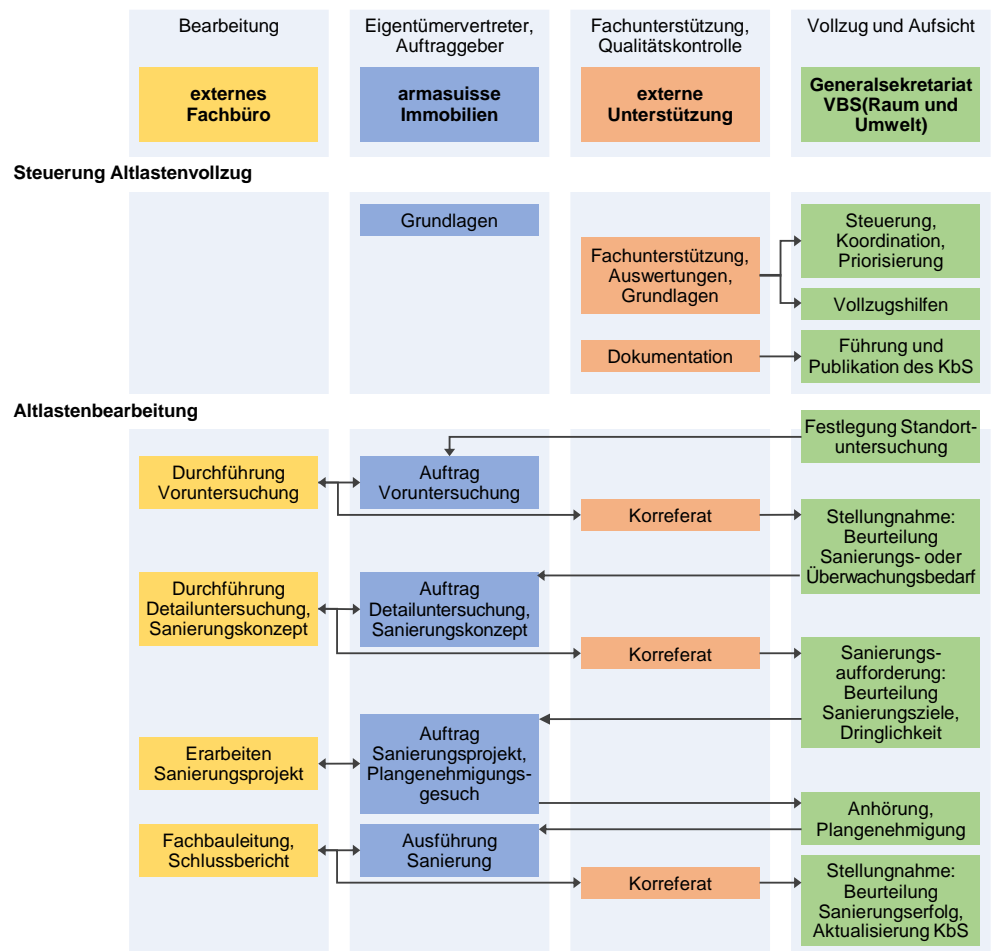 Bearbeitung
Eigentümervertreter,
Auftraggeber
Fachunterstützung,
Qualitätskontrolle
Vollzug und Aufsicht
externes
Fachbüro
armasuisse
Immobilien
externe
Unterstützung
Generalsekretariat
VBS(Raum und
Umwelt)
Steuerung Altlastenvollzug
Grundlagen
Fachunterstützung,
Auswertungen,
Grundlagen
Steuerung,
Koordination,
Priorisierung
Vollzugshilfen
Dokumentation
Führung und
Publikation des KbS
Altlastenbearbeitung
Festlegung Standort-
untersuchung
Durchführung
Voruntersuchung
Auftrag
Voruntersuchung
Korreferat
Stellungnahme:
Beurteilung
Sanierungs- oder
Überwachungsbedarf
Durchführung
Detailuntersuchung,
Sanierungskonzept
Auftrag
Detailuntersuchung,
Sanierungskonzept
Korreferat
Sanierungs-
aufforderung:
Beurteilung
Sanierungsziele,
Dringlichkeit
Erarbeiten
Sanierungsprojekt
Auftrag
Sanierungsprojekt,
Plangenehmigungs-
gesuch
Anhörung,
Plangenehmigung
Fachbauleitung,
Schlussbericht
Ausführung
Sanierung
Korreferat
Stellungnahme:
Beurteilung
Sanierungserfolg,
Aktualisierung KbS